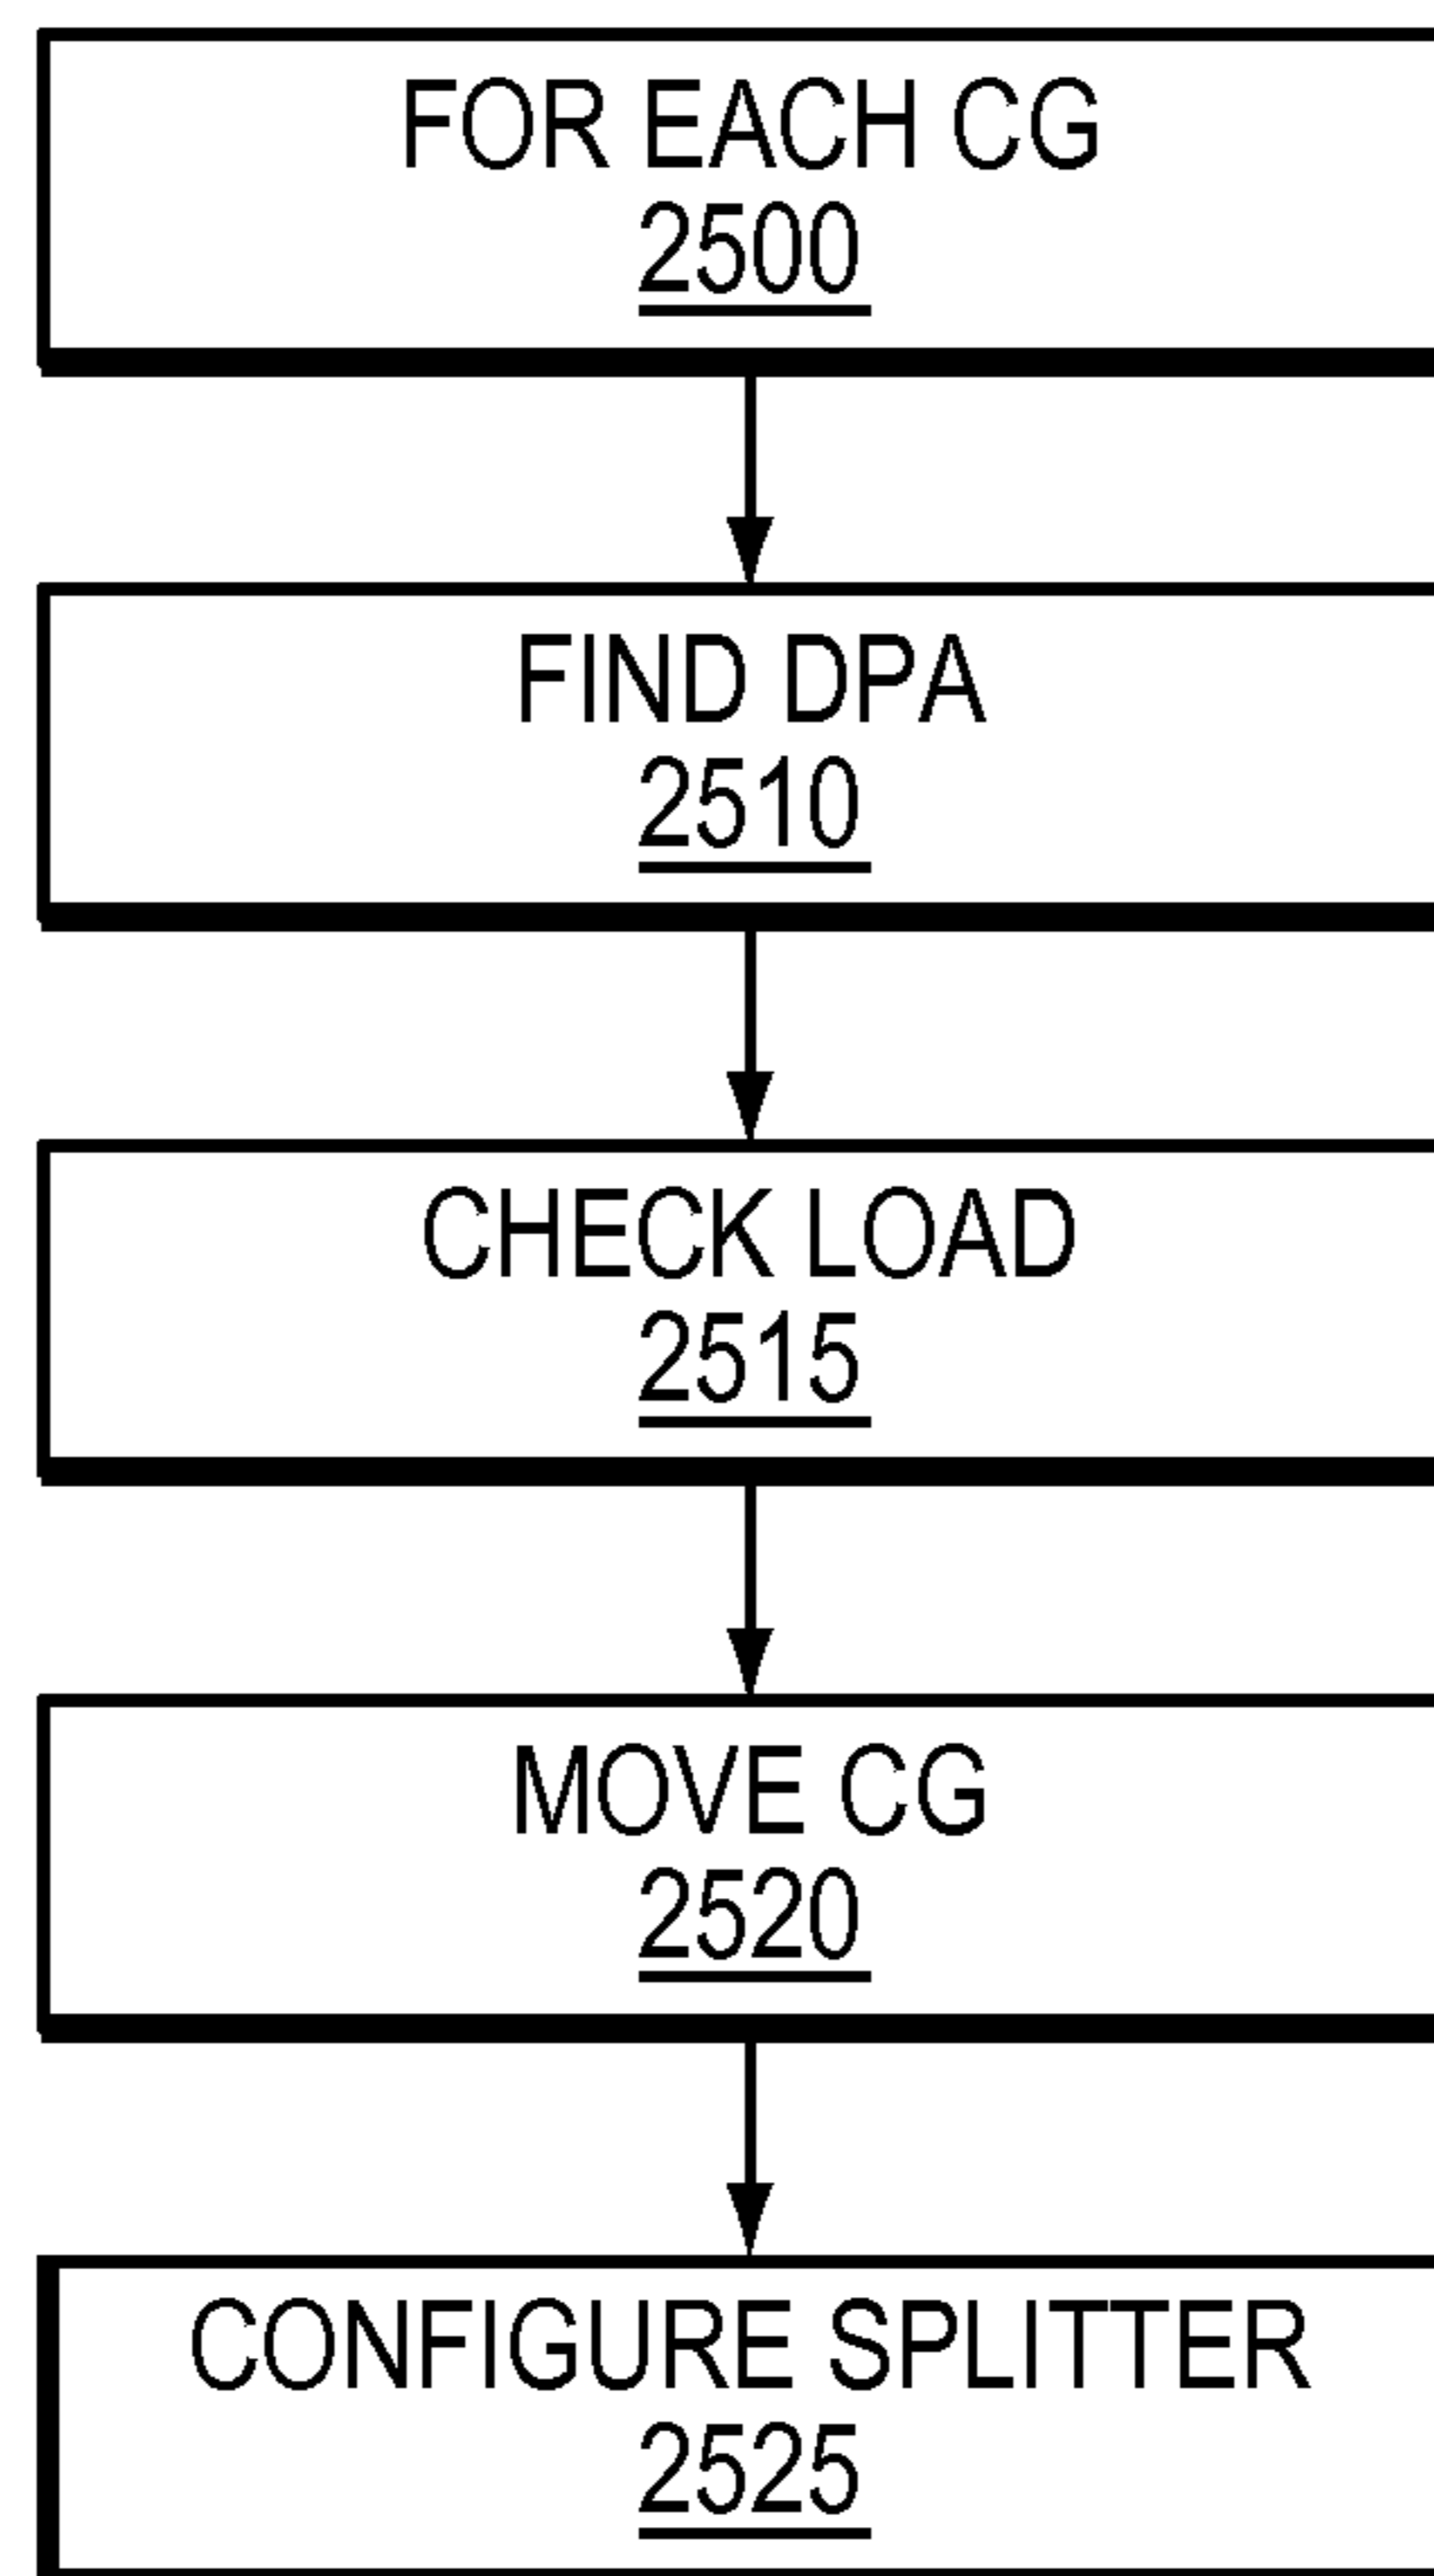 FOR EACH CG
2500
FIND DPA
2510
CHECK LOAD
2515
MOVE CG
2520
CONFIGURE SPLITTER
2525